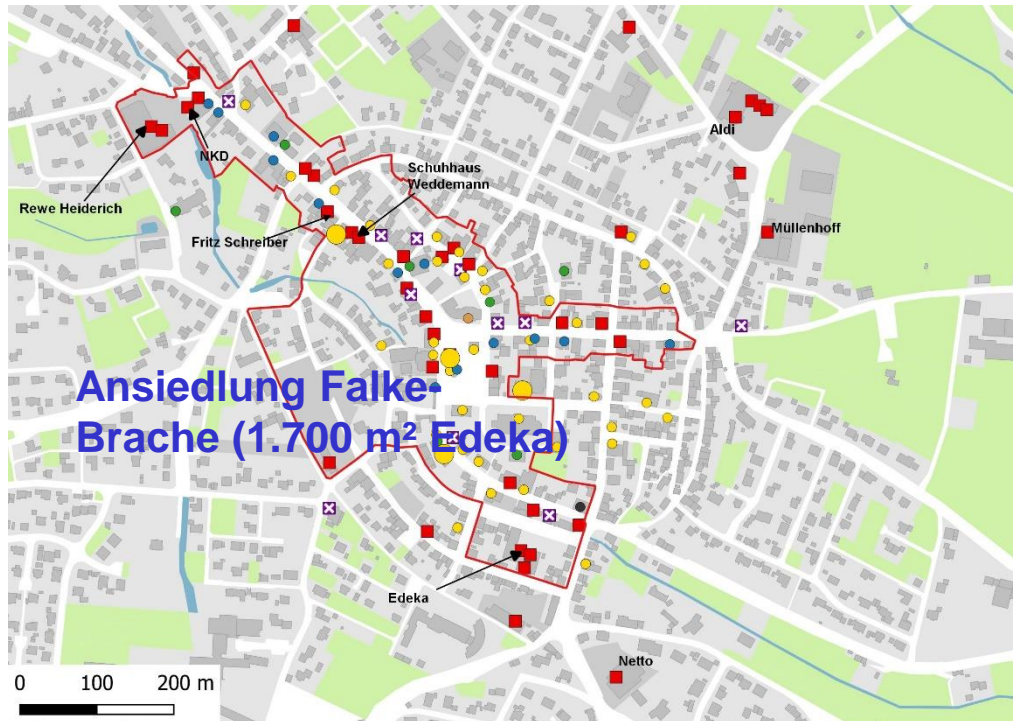 Aldi
NKD
Schuhhaus
Weddemann
Rewe Heiderich
Müllenhoff
Fritz Schreiber
Ansiedlung Falke-
Brache (1.700 m² Edeka)
Edeka
Netto
0 100 200 m